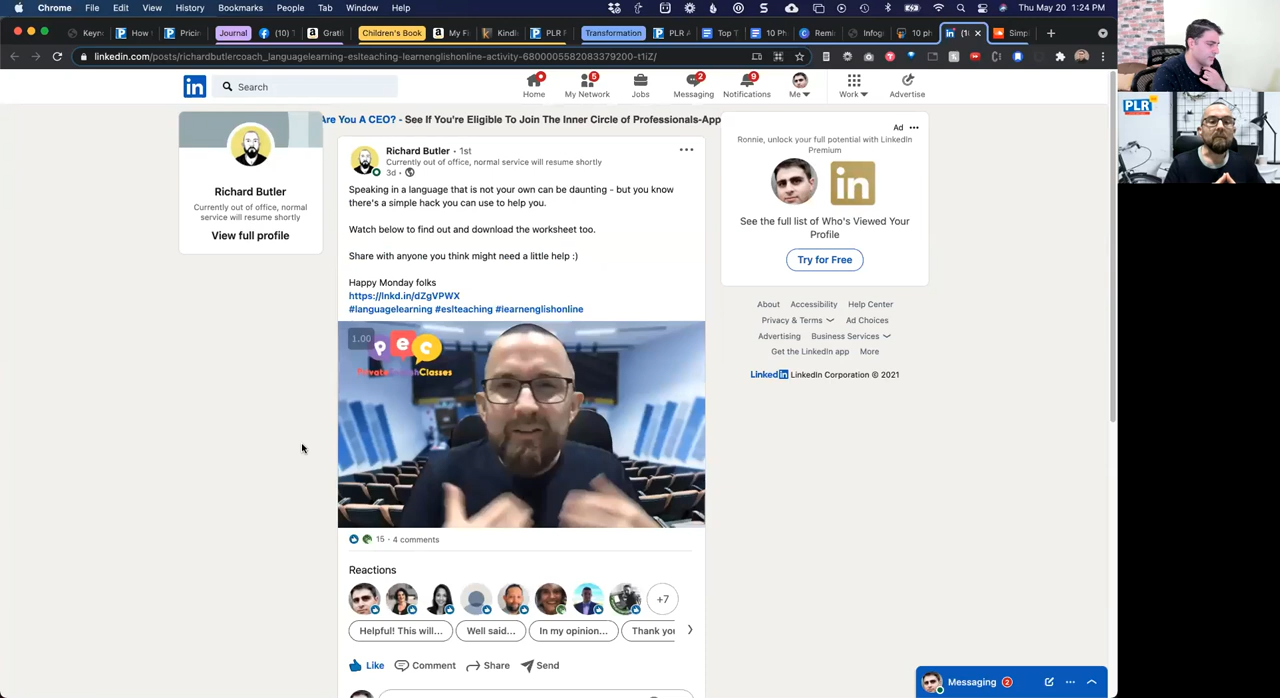 Chrome File Edit View History Bookmarks People Tab Window Help
Thu May 20 1:24 PM
Keyn How Pricin Journal (10) Grati Children's Book My Fi Kindl PLR F Transformation PLR A Top T 10 Ph Remi Infog 10 ph Simpl
linkedin.com/posts/richardbutlercoach_languagelearning-eslteaching-learnenglishonline-activity-6800005582083379200-t1iZ/
in
Search
Home
My Network
5
Jobs
Messaging
2
Notifications
9
Me
Work
Advertise
Are You A CEO? - See If You're Eligible To Join The Inner Circle of Professionals-App
Richard Butler
Currently out of office, normal
service will resume shortly
View full profile
Richard Butler • 1st
Currently out of office, normal service will resume shortly
3d •
Speaking in a language that is not your own can be daunting - but you know
there's a simple hack you can use to help you.
Watch below to find out and download the worksheet too.
Share with anyone you think might need a little help :)
Happy Monday folks
https://lnkd.in/dZgVPWX
#languagelearning #eslteaching #learnenglishonline
1.00
P e c
PrivateEnglishClasses
15 • 4 comments
Reactions
+7
Helpful! This will...
Well said...
In my opinion...
Thank you
Like
Comment
Share
Send
Ad
Ronnie, unlock your full potential with LinkedIn
Premium
in
See the full list of Who's Viewed Your
Profile
Try for Free
About Accessibility Help Center
Privacy & Terms Ad Choices
Advertising Business Services
Get the LinkedIn app More
LinkedIn LinkedIn Corporation © 2021
Messaging 2
PLR